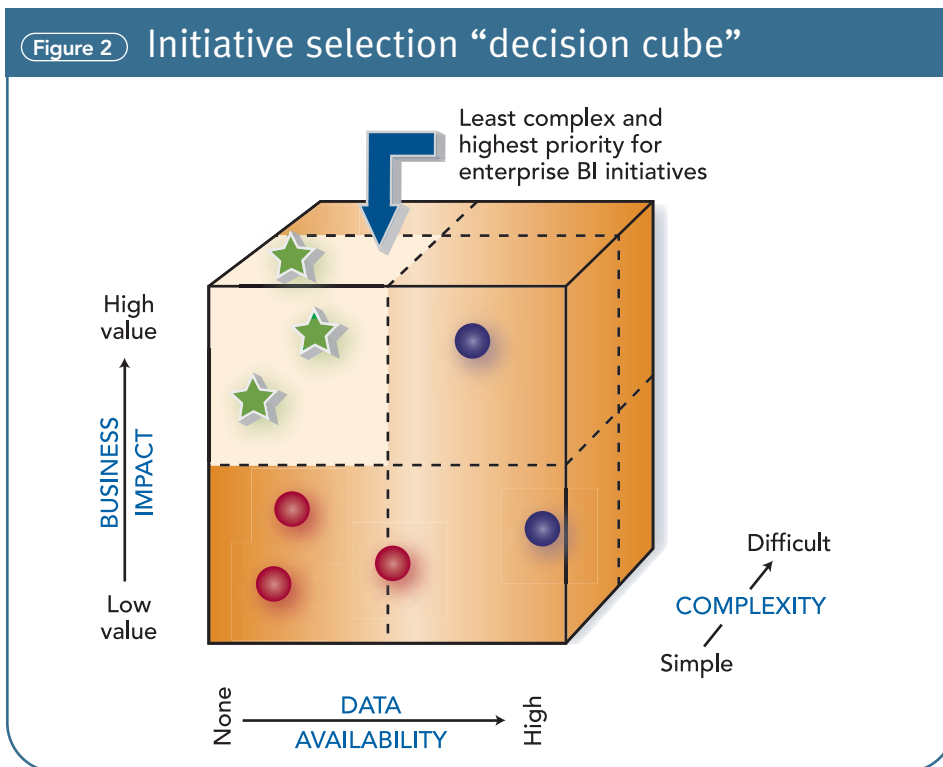 Figure 2 Initiative selection “decision cube”
Least complex and
highest priority for
enterprise BI initiatives
High
value
BUSINESS
IMPACT
Low
value
Difficult
COMPLEXITY
Simple
None
DATA
AVAILABILITY
High